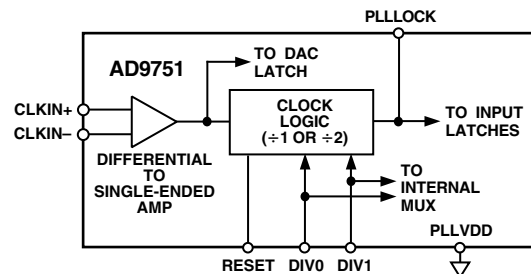 PLLLOCK
AD9751
TO DAC
LATCH
CLKIN+
CLKIN–
CLOCK
LOGIC
(÷1 OR ÷2)
TO INPUT
LATCHES
DIFFERENTIAL
TO
SINGLE-ENDED
AMP
TO
INTERNAL
MUX
PLLVDD
RESET DIV0 DIV1